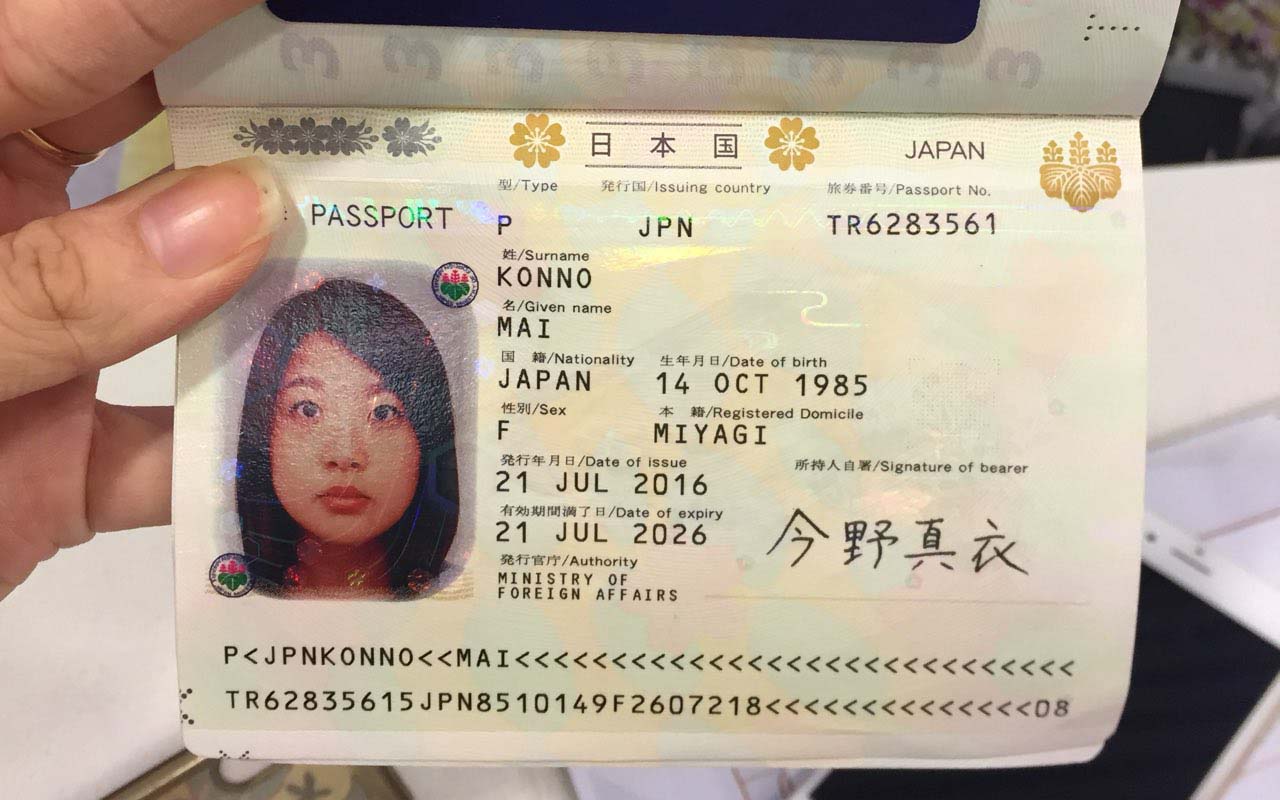 日本国
JAPAN
PASSPORT
型/Type 発行国/Issuing country 旅券番号/Passport No.
P JPN TR6283561
姓/Surname
KONNO
名/Given name
MAI
国 籍/Nationality 生年月日/Date of birth
JAPAN 14 OCT 1985
性別/Sex 本 籍/Registered Domicile
F MIYAGI
発行年月日/Date of issue 所持人自署/Signature of bearer
21 JUL 2016
有効期間満了日/Date of expiry
21 JUL 2026 今野真衣
発行官庁/Authority
MINISTRY OF
FOREIGN AFFAIRS
P<JPNKONNO<<MAI<<<<<<<<<<<<<<<<<<<<<<<<<<<<<
TR62835615JPN8510149F2607218<<<<<<<<<<<<<<08